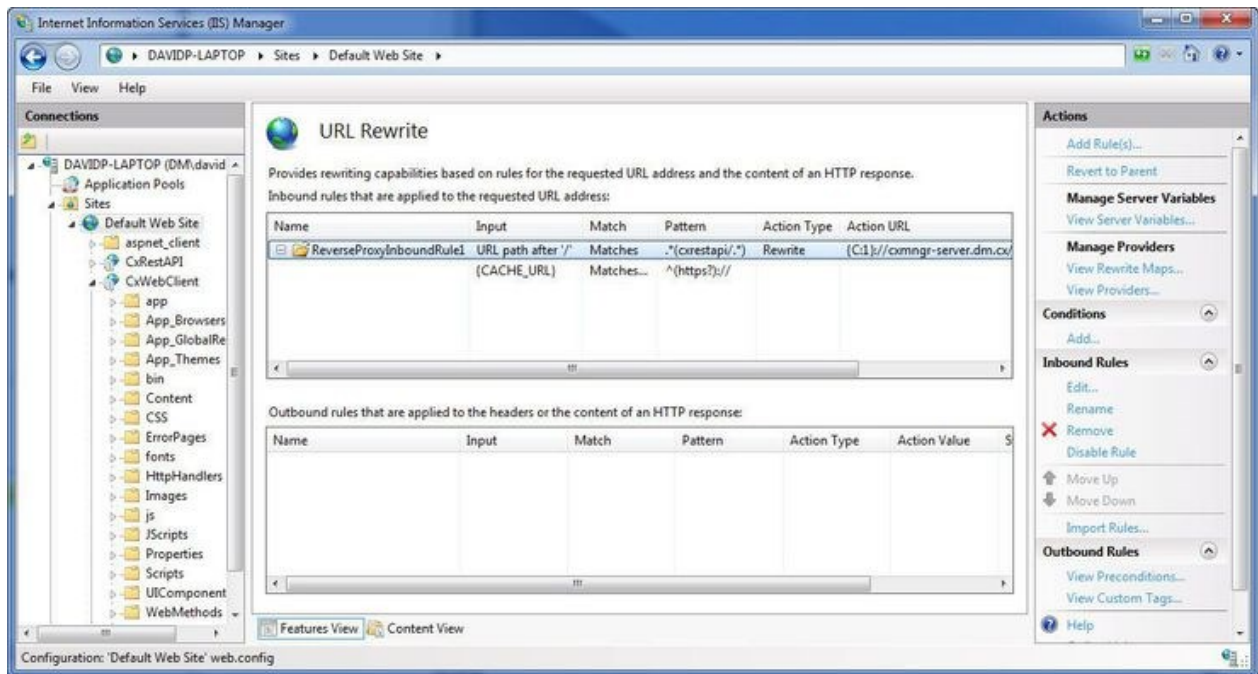 Internet Information Services (IIS) Manager
DAVIDP-LAPTOP Sites Default Web Site
File View Help
Connections
DAVIDP-LAPTOP (DM\david
Application Pools
Sites
Default Web Site
aspnet_client
CxRestAPI
CxWebClient
app
App_Browsers
App_GlobalRe
App_Themes
bin
Content
CSS
ErrorPages
fonts
HttpHandlers
Images
js
JScripts
Properties
Scripts
UIComponent
WebMethods
URL Rewrite
Provides rewriting capabilities based on rules for the requested URL address and the content of an HTTP response.
Inbound rules that are applied to the requested URL address:
Name Input Match Pattern Action Type Action URL
ReverseProxyInboundRule1 URL path after '/' Matches .*(cxrestapi/.*) Rewrite {C:1}://cxmngr-server.dm.cx/
{CACHE_URL} Matches... ^(https?)://
Outbound rules that are applied to the headers or the content of an HTTP response:
Name Input Match Pattern Action Type Action Value S
Features View Content View
Actions
Add Rule(s)...
Revert to Parent
Manage Server Variables
View Server Variables...
Manage Providers
View Rewrite Maps...
View Providers...
Conditions
Add...
Inbound Rules
Edit...
Rename
Remove
Disable Rule
Move Up
Move Down
Import Rules...
Outbound Rules
View Preconditions...
View Custom Tags...
Help
Configuration: 'Default Web Site' web.config